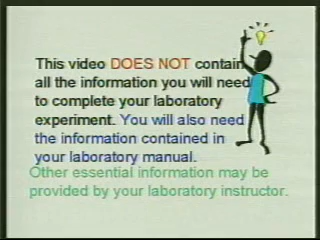 This video DOES NOT contain
all the information you will need
to complete your laboratory
experiment. You will also need
the information contained in
your laboratory manual.
Other essential information may be
provided by your laboratory instructor.